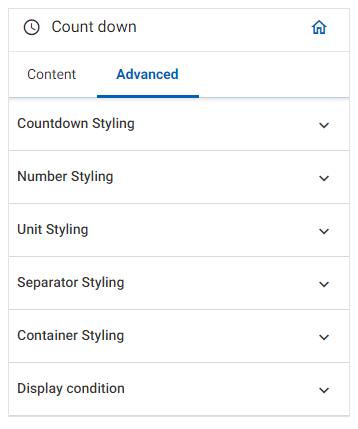 Count down
Content Advanced
Countdown Styling
Number Styling
Unit Styling
Separator Styling
Container Styling
Display condition